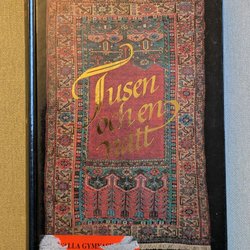 Tusen
och en
natt